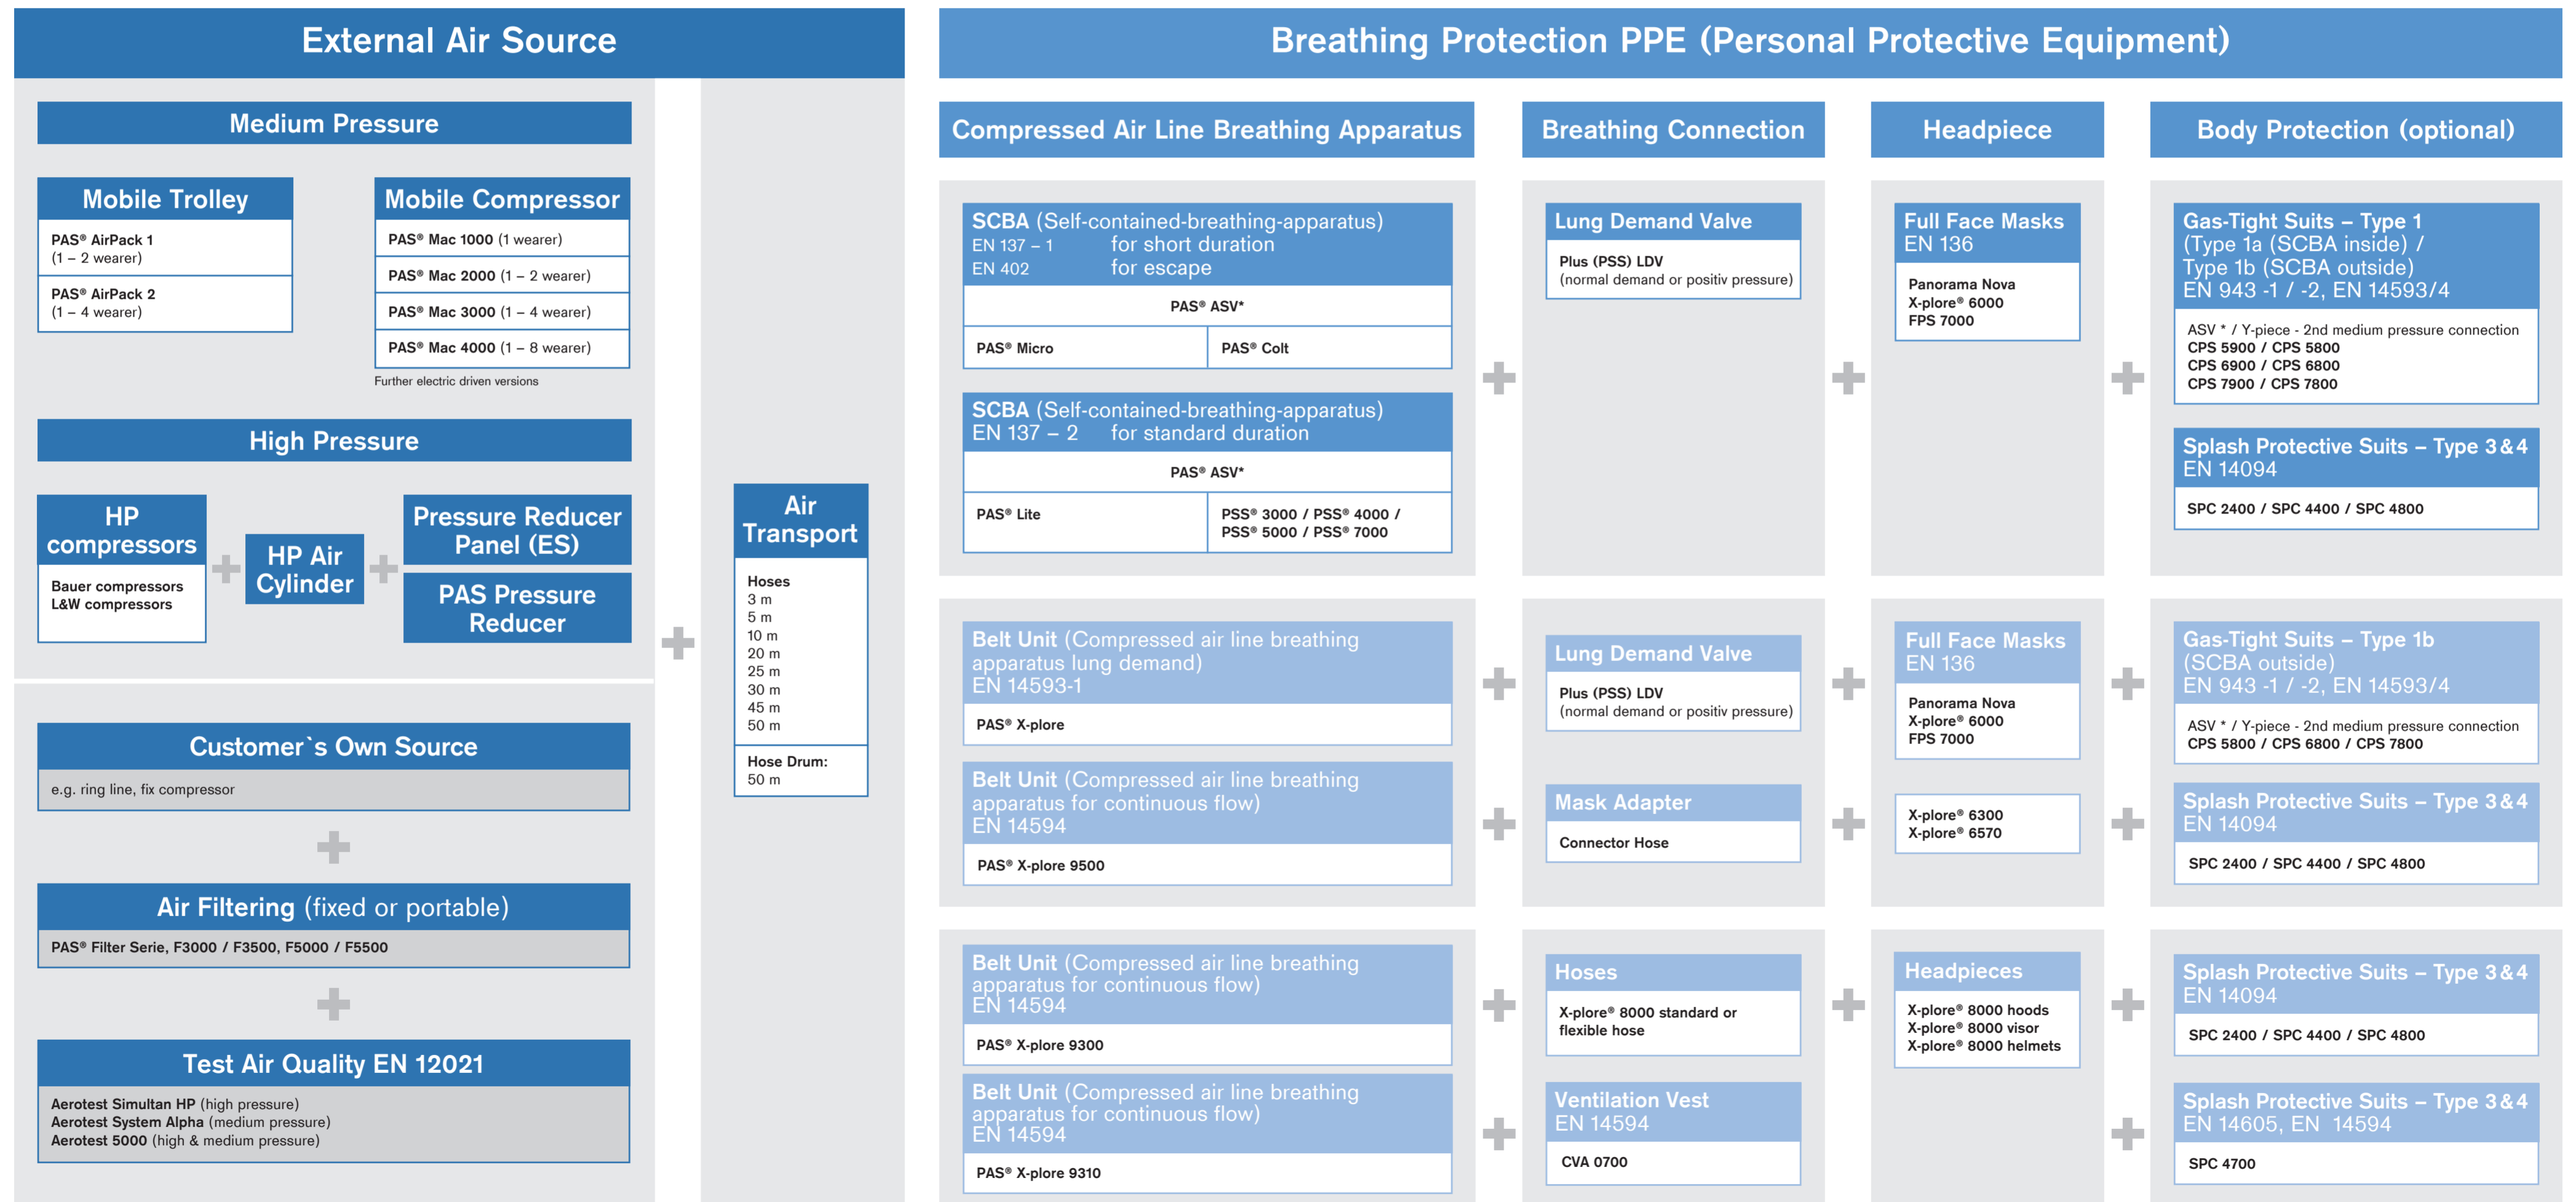 External Air Source
Medium Pressure
Mobile Trolley
PAS® AirPack 1
(1 – 2 wearer)
PAS® AirPack 2
(1 – 4 wearer)
Mobile Compressor
PAS® Mac 1000 (1 wearer)
PAS® Mac 2000 (1 – 2 wearer)
PAS® Mac 3000 (1 – 4 wearer)
PAS® Mac 4000 (1 – 8 wearer)
Further electric driven versions
High Pressure
HP
compressors
Bauer compressors
L&W compressors
HP Air
Cylinder
Pressure Reducer
Panel (ES)
PAS Pressure
Reducer
Customer`s Own Source
e.g. ring line, fix compressor
Air Filtering (fixed or portable)
PAS® Filter Serie, F3000 / F3500, F5000 / F5500
Test Air Quality EN 12021
Aerotest Simultan HP (high pressure)
Aerotest System Alpha (medium pressure)
Aerotest 5000 (high & medium pressure)
Air
Transport
Hoses
3 m
5 m
10 m
20 m
25 m
30 m
45 m
50 m
Hose Drum:
50 m
Breathing Protection PPE (Personal Protective Equipment)
Compressed Air Line Breathing Apparatus
Breathing Connection
Headpiece
Body Protection (optional)
SCBA (Self-contained-breathing-apparatus)
EN 137 – 1 for short duration
EN 402 for escape
PAS® ASV*
PAS® Micro
PAS® Colt
SCBA (Self-contained-breathing-apparatus)
EN 137 – 2 for standard duration
PAS® ASV*
PAS® Lite
PSS® 3000 / PSS® 4000 /
PSS® 5000 / PSS® 7000
Lung Demand Valve
Plus (PSS) LDV
(normal demand or positiv pressure)
Full Face Masks
EN 136
Panorama Nova
X-plore® 6000
FPS 7000
Gas-Tight Suits – Type 1
(Type 1a (SCBA inside) /
Type 1b (SCBA outside)
EN 943 -1 / -2, EN 14593/4
ASV * / Y-piece - 2nd medium pressure connection
CPS 5900 / CPS 5800
CPS 6900 / CPS 6800
CPS 7900 / CPS 7800
Splash Protective Suits – Type 3&4
EN 14094
SPC 2400 / SPC 4400 / SPC 4800
Belt Unit (Compressed air line breathing
apparatus lung demand)
EN 14593-1
PAS® X-plore
Lung Demand Valve
Plus (PSS) LDV
(normal demand or positiv pressure)
Full Face Masks
EN 136
Panorama Nova
X-plore® 6000
FPS 7000
Gas-Tight Suits – Type 1b
(SCBA outside)
EN 943 -1 / -2, EN 14593/4
ASV * / Y-piece - 2nd medium pressure connection
CPS 5800 / CPS 6800 / CPS 7800
Belt Unit (Compressed air line breathing
apparatus for continuous flow)
EN 14594
PAS® X-plore 9500
Mask Adapter
Connector Hose
X-plore® 6300
X-plore® 6570
Splash Protective Suits – Type 3&4
EN 14094
SPC 2400 / SPC 4400 / SPC 4800
Belt Unit (Compressed air line breathing
apparatus for continuous flow)
EN 14594
PAS® X-plore 9300
Hoses
X-plore® 8000 standard or
flexible hose
Headpieces
X-plore® 8000 hoods
X-plore® 8000 visor
X-plore® 8000 helmets
Splash Protective Suits – Type 3&4
EN 14094
SPC 2400 / SPC 4400 / SPC 4800
Belt Unit (Compressed air line breathing
apparatus for continuous flow)
EN 14594
PAS® X-plore 9310
Ventilation Vest
EN 14594
CVA 0700
Splash Protective Suits – Type 3&4
EN 14605, EN 14594
SPC 4700